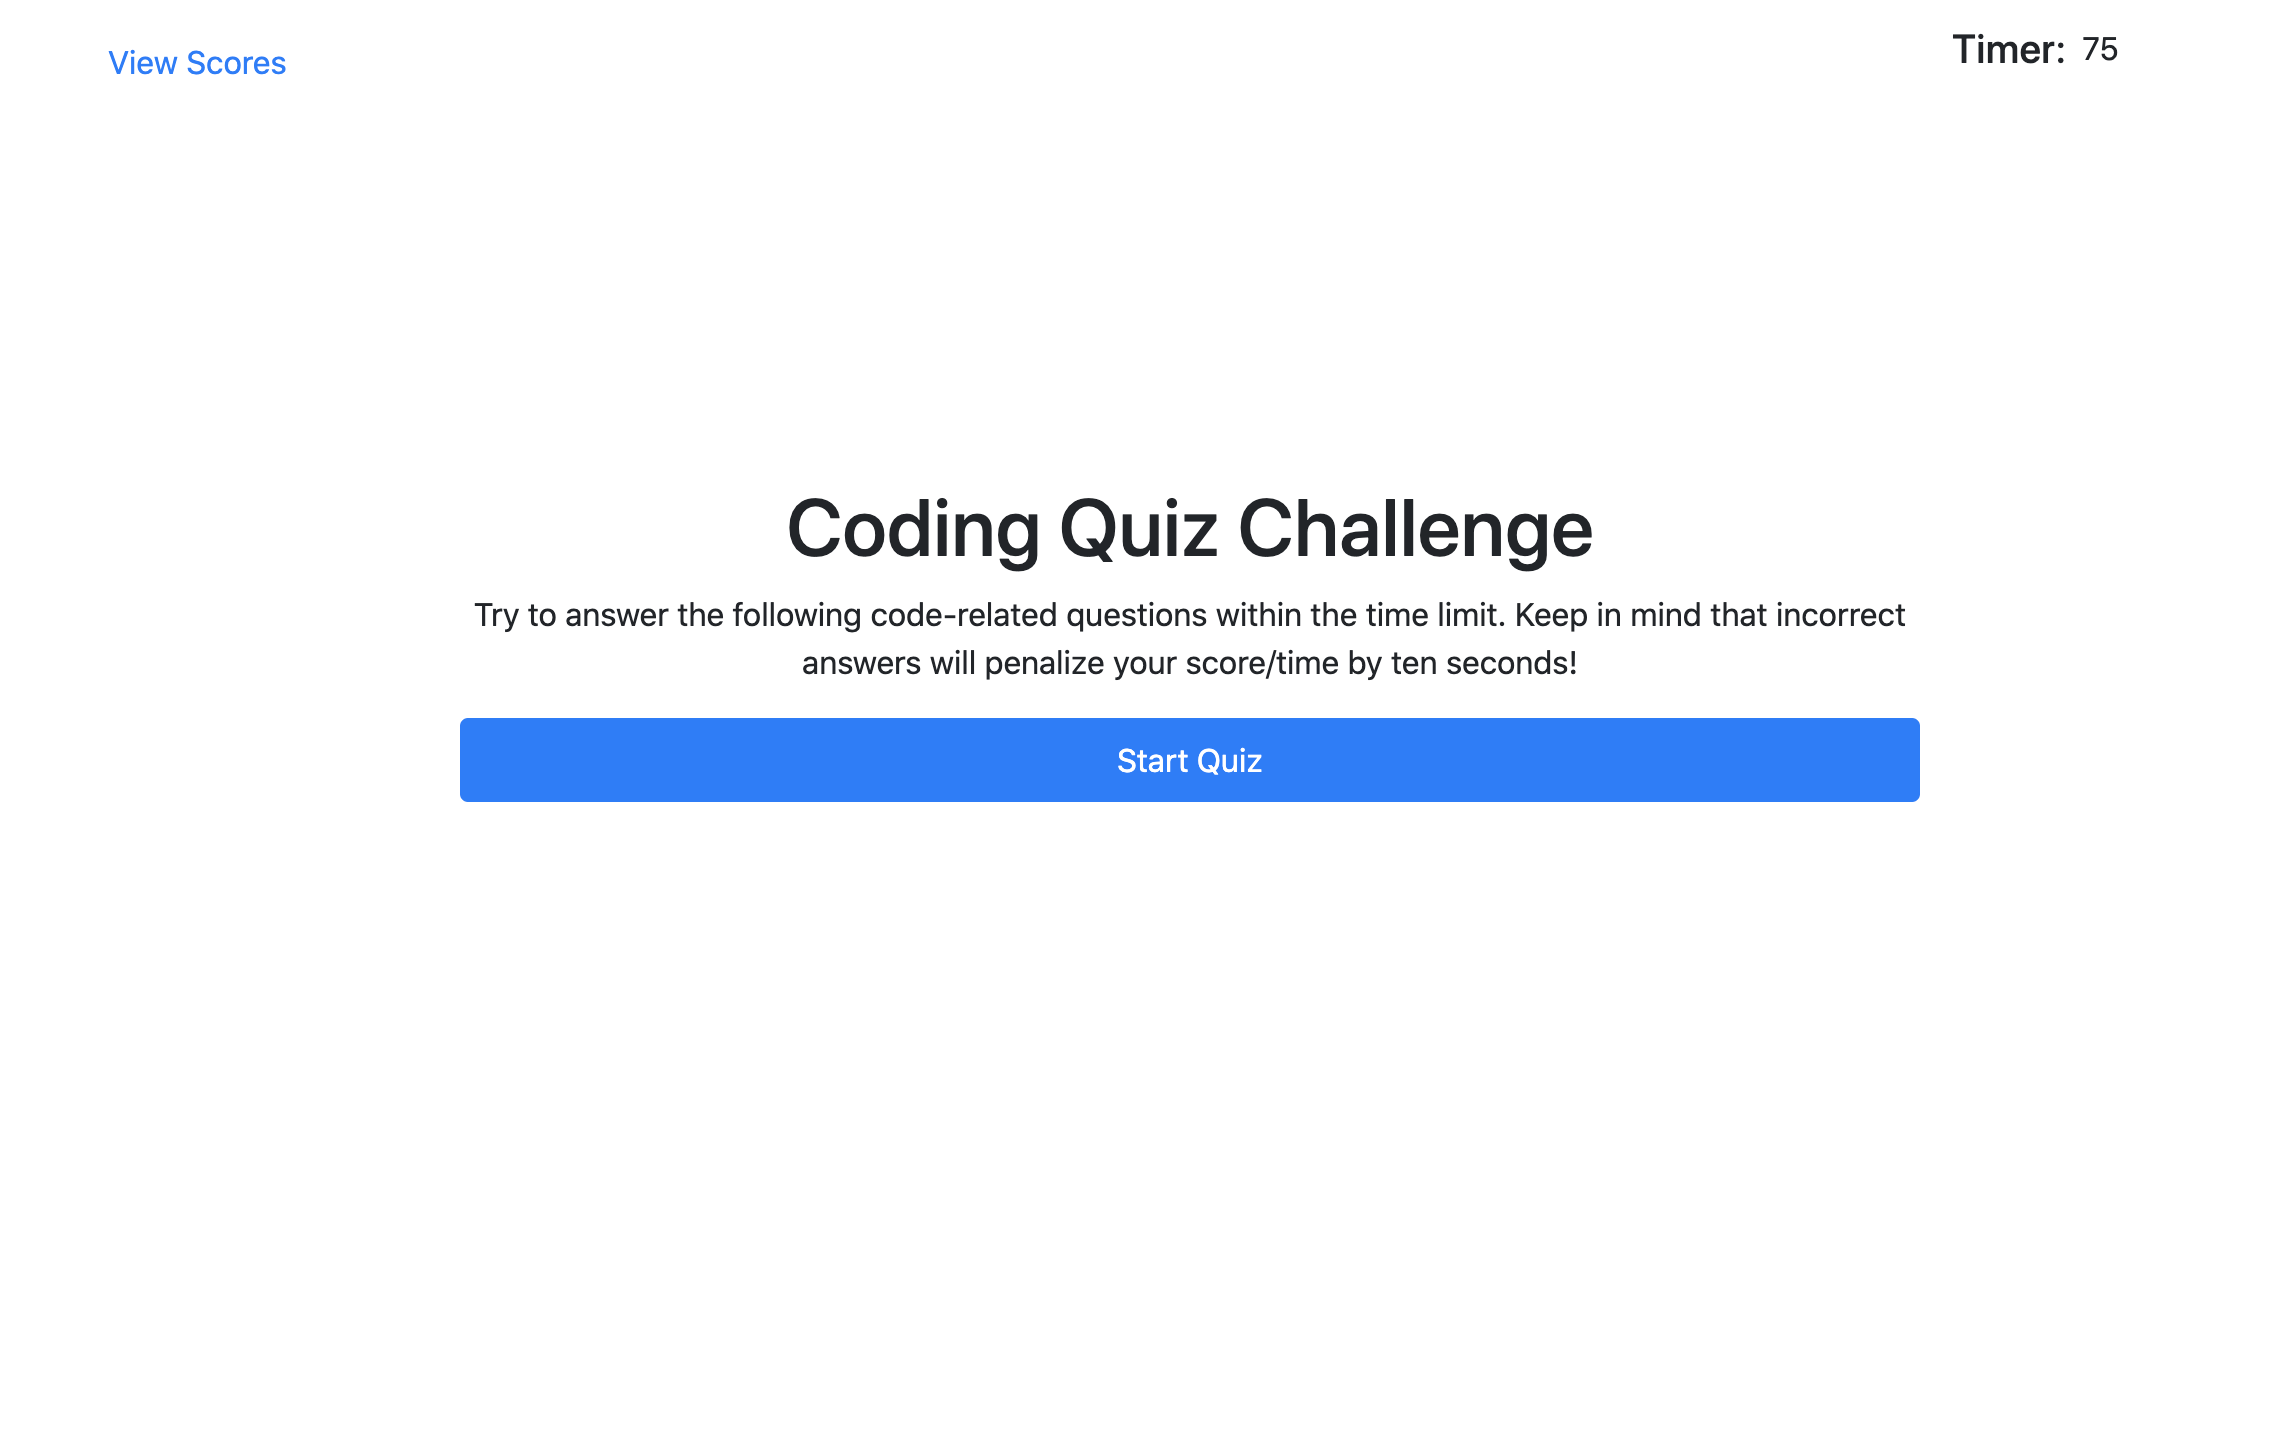 View Scores
Timer: 75
Coding Quiz Challenge
Try to answer the following code-related questions within the time limit. Keep in mind that incorrect
answers will penalize your score/time by ten seconds!
Start Quiz